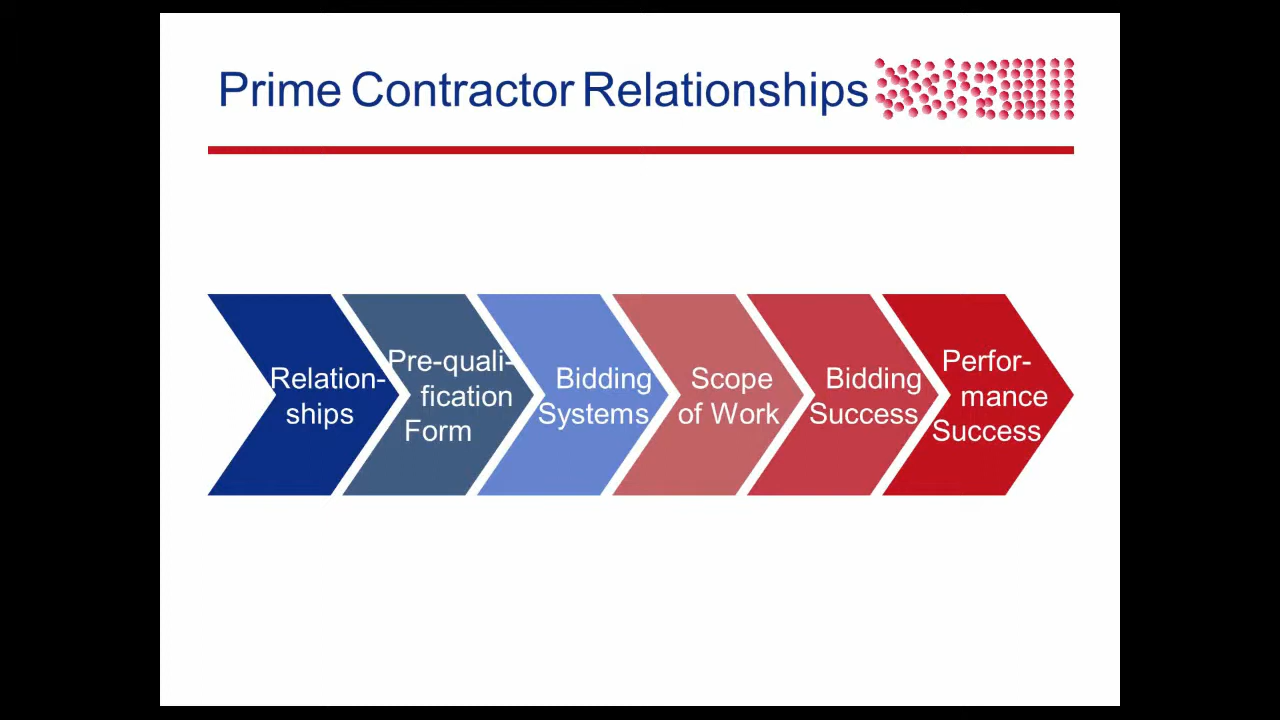 Prime Contractor Relationships
Relation-
ships
Pre-quali-
fication
Form
Bidding
Systems
Scope
of Work
Bidding
Success
Perfor-
mance
Success